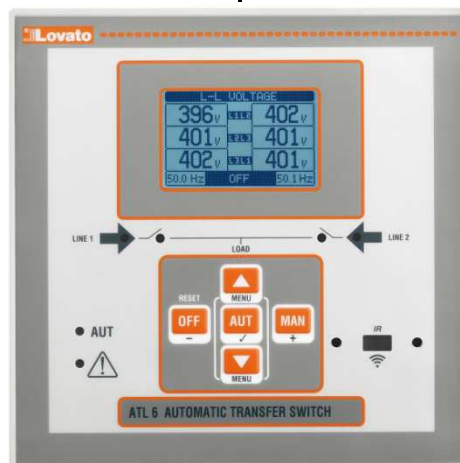 Lovato
L-L VOLTAGE
396V L1L2 402V
401V L2L3 401V
402V L3L1 401V
50.0 Hz OFF 50.1 Hz
LINE 1
LINE 2
LOAD
RESET
MENU
OFF
AUT
MAN
-
✓
+
MENU
AUT
IR
ATL 6 AUTOMATIC TRANSFER SWITCH